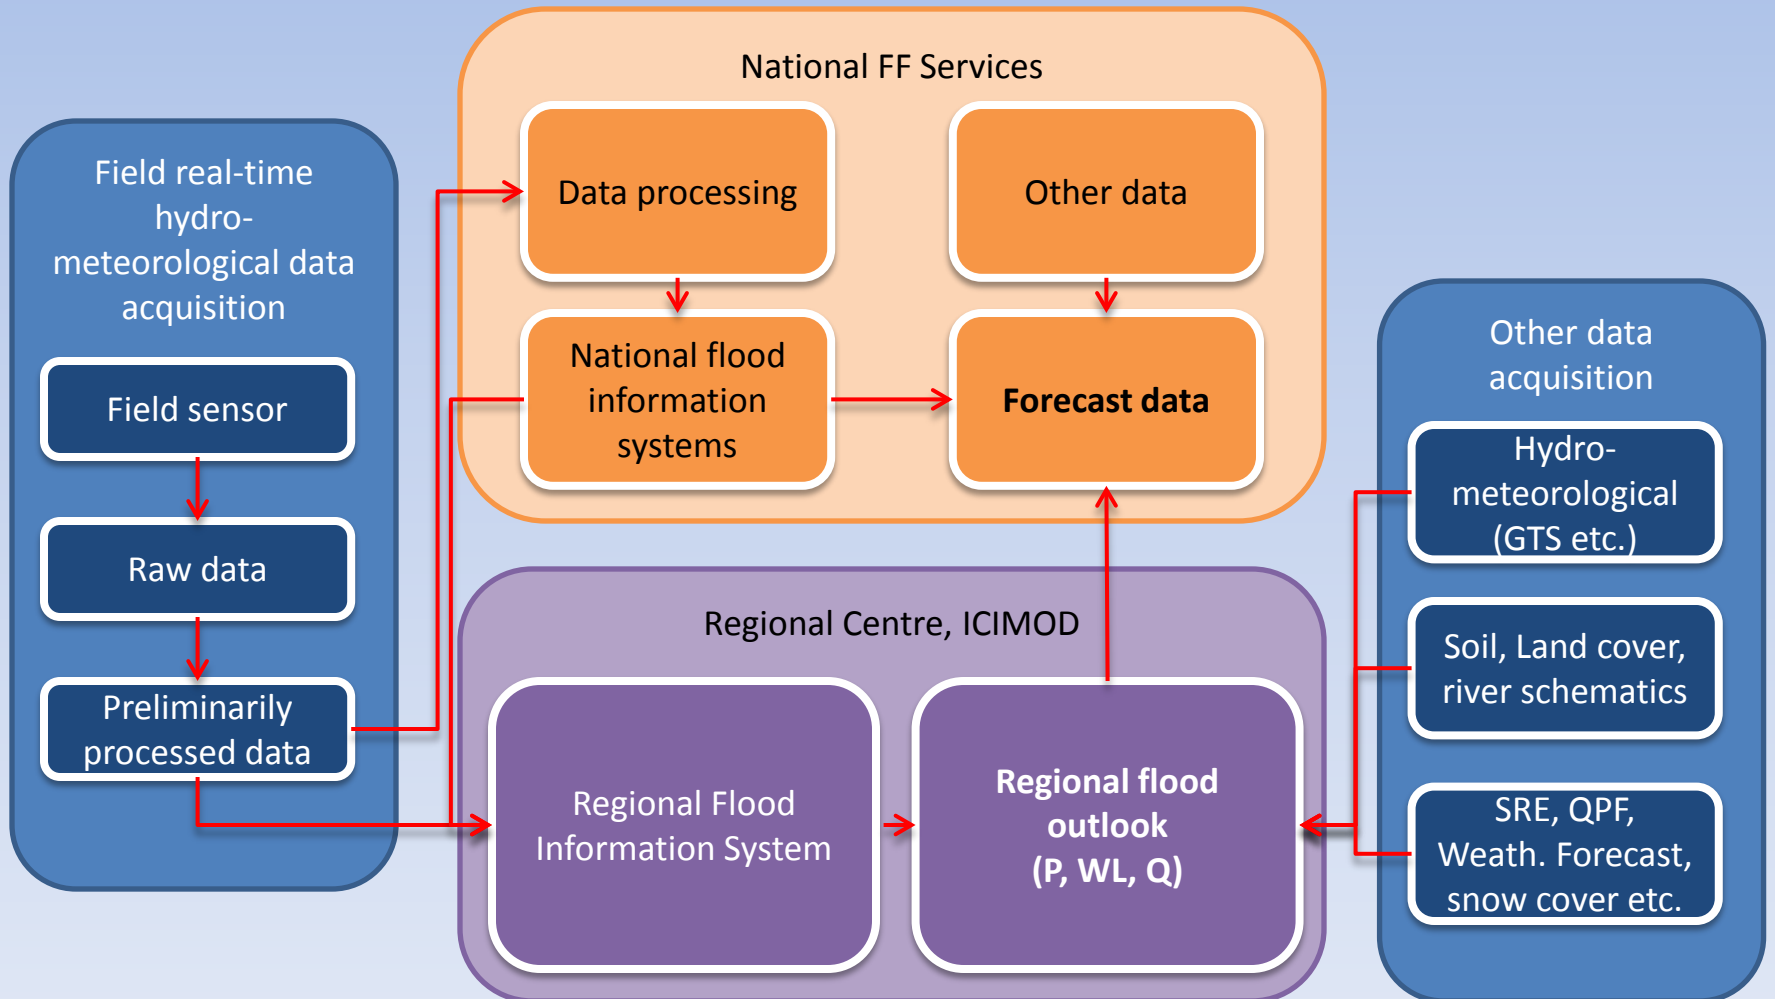 National FF Services
Data processing
Other data
National flood
information
systems
Forecast data
Field real-time
hydro-
meteorological data
acquisition
Field sensor
Raw data
Preliminarily
processed data
Regional Centre, ICIMOD
Regional Flood
Information System
Regional flood
outlook
(P, WL, Q)
Other data
acquisition
Hydro-
meteorological
(GTS etc.)
Soil, Land cover,
river schematics
SRE, QPF,
Weath. Forecast,
snow cover etc.